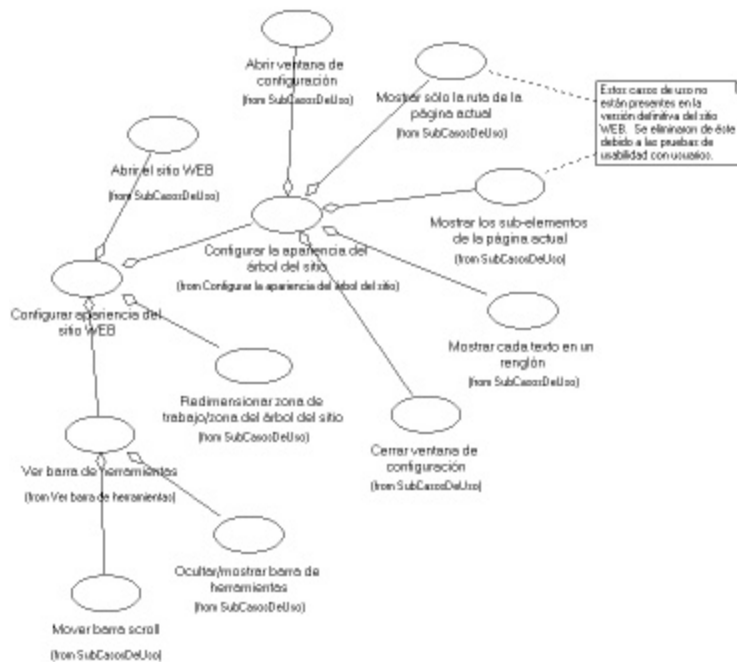 Abrir ventana de
configuración
(from SubCasosDeUso)
Mostrar sólo la ruta de la
página actual
(from SubCasosDeUso)
Estos casos de uso no
están presentes en la
versión definitiva del sitio
WEB. Se eliminaron de éste
debido a las pruebas de
usabilidad con usuarios.
Abrir el sitio WEB
(from SubCasosDeUso)
Mostrar los sub-elementos
de la página actual
(from SubCasosDeUso)
Configurar la apariencia del
árbol del sitio
(from Configurar la apariencia del árbol del sitio)
Configurar apariencia del
sitio WEB
Mostrar cada texto en un
renglón
(from SubCasosDeUso)
Redimensionar zona de
trabajo/zona del árbol del sitio
(from SubCasosDeUso)
Cerrar ventana de
configuración
(from SubCasosDeUso)
Ver barra de herramientas
(from Ver barra de herramientas)
Ocultar/mostrar barra de
herramientas
(from SubCasosDeUso)
Mover barra scroll
(from SubCasosDeUso)